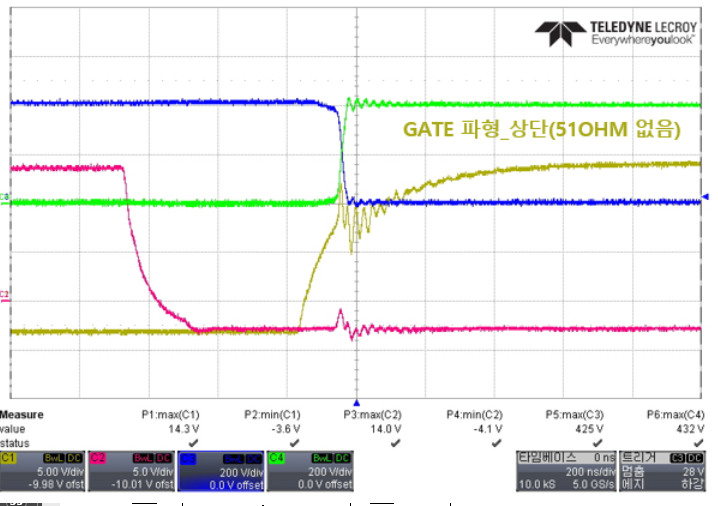 TELEDYNE LECROY
Everywhereyoulook
GATE 파형_상단(51OHM 없음)
C2
Measure P1:max(C1) P2:min(C1) P3:max(C2) P4:min(C2) P5:max(C3) P6:max(C4)
value 14.3 V -3.6 V 14.0 V -4.1 V 425 V 432 V
status
C1 BwL DC
5.00 V/div
-9.98 V ofst
C2 BwL DC
5.0 V/div
-10.01 V ofst
BwL DC
200 V/div
0.0 V offset
C4 BwL DC
200 V/div
0.0 V offset
타임베이스 0 ns
200 ns/div
10.0 kS 5.0 GS/s
트리거 C3 DC
멈춤 28 V
에지 하강